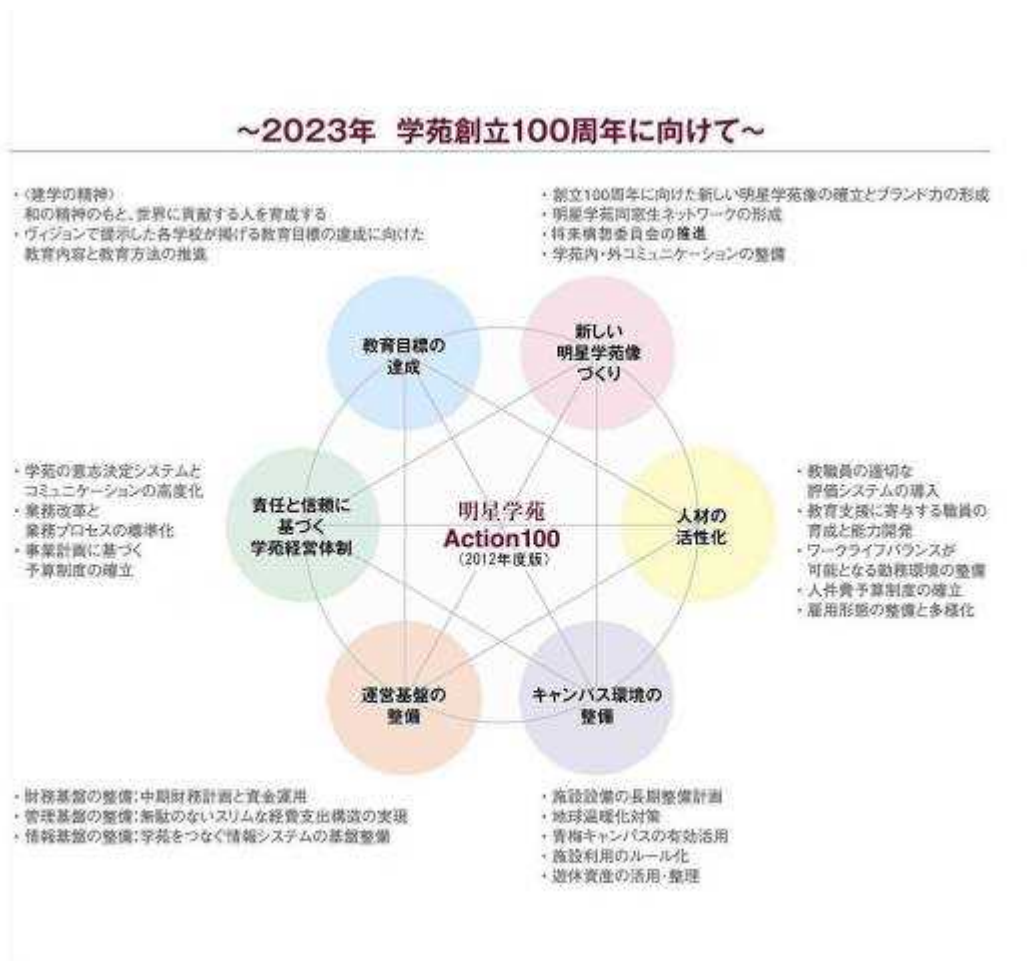 ～2023年 学苑創立100周年に向けて～
・〈建学の精神〉
和の精神のもと、世界に貢献する人を育成する
・ヴィジョンで提示した各学校が掲げる教育目標の達成に向けた
教育内容と教育方法の推進
・創立100周年に向けた新しい明星学苑像の確立とブランド力の形成
・明星学苑同窓生ネットワークの形成
・将来構想委員会の推進
・学苑内・外コミュニケーションの整備
教育目標の
達成
新しい
明星学苑像
づくり
・学苑の意志決定システムと
コミュニケーションの高度化
・業務改革と
業務プロセスの標準化
・事業計画に基づく
予算制度の確立
責任と信頼に
基づく
学苑経営体制
明星学苑
Action100
（2012年度版）
人材の
活性化
・教職員の適切な
評価システムの導入
・教育支援に寄与する職員の
育成と能力開発
・ワークライフバランスが
可能となる勤務環境の整備
・人件費予算制度の確立
・雇用形態の整備と多様化
運営基盤の
整備
キャンパス環境の
整備
・財務基盤の整備：中期財務計画と資金運用
・管理基盤の整備：無駄のないスリムな経費支出構造の実現
・情報基盤の整備：学苑をつなぐ情報システムの基盤整備
・施設設備の長期整備計画
・地球温暖化対策
・青梅キャンパスの有効活用
・施設利用のルール化
・遊休資産の活用・整理